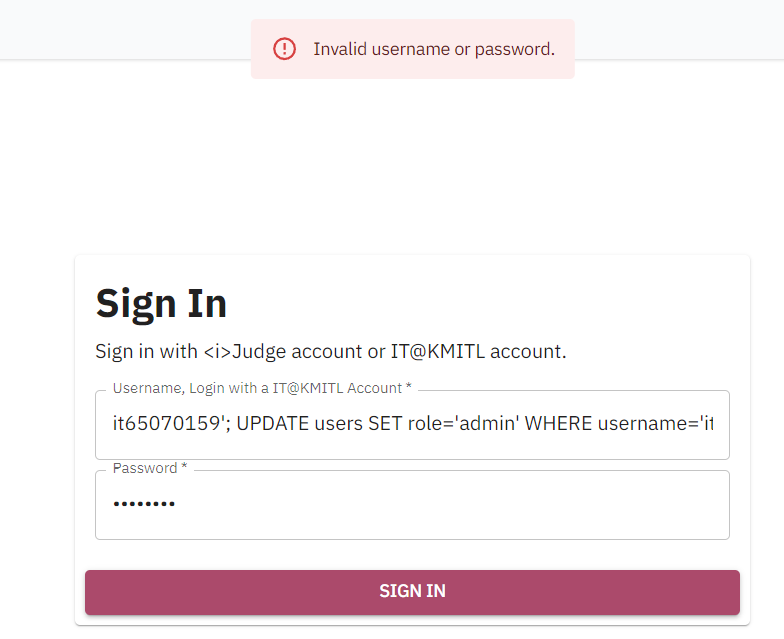 Invalid username or password.
Sign In
Sign in with <i>Judge account or IT@KMITL account.
Username, Login with a IT@KMITL Account *
it65070159'; UPDATE users SET role='admin' WHERE username='it
Password *
••••••••
SIGN IN